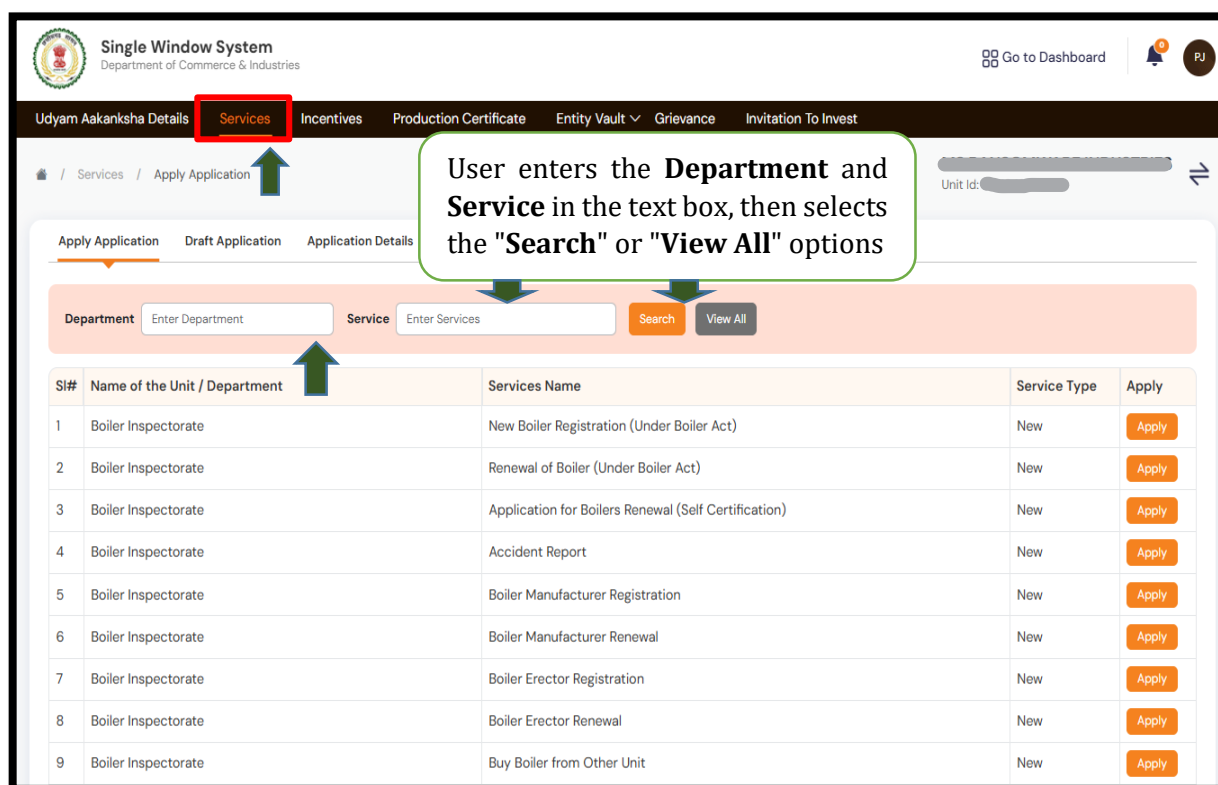 Single Window System
Department of Commerce & Industries
Go to Dashboard
0
PJ
Udyam Aakanksha Details Services Incentives Production Certificate Entity Vault Grievance Invitation To Invest
/ Services / Apply Application
User enters the Department and
Service in the text box, then selects
the "Search" or "View All" options
Unit Id:
Apply Application Draft Application Application Details
Department Enter Department Service Enter Services Search View All
Sl# Name of the Unit / Department Services Name Service Type Apply
1 Boiler Inspectorate New Boiler Registration (Under Boiler Act) New Apply
2 Boiler Inspectorate Renewal of Boiler (Under Boiler Act) New Apply
3 Boiler Inspectorate Application for Boilers Renewal (Self Certification) New Apply
4 Boiler Inspectorate Accident Report New Apply
5 Boiler Inspectorate Boiler Manufacturer Registration New Apply
6 Boiler Inspectorate Boiler Manufacturer Renewal New Apply
7 Boiler Inspectorate Boiler Erector Registration New Apply
8 Boiler Inspectorate Boiler Erector Renewal New Apply
9 Boiler Inspectorate Buy Boiler from Other Unit New Apply